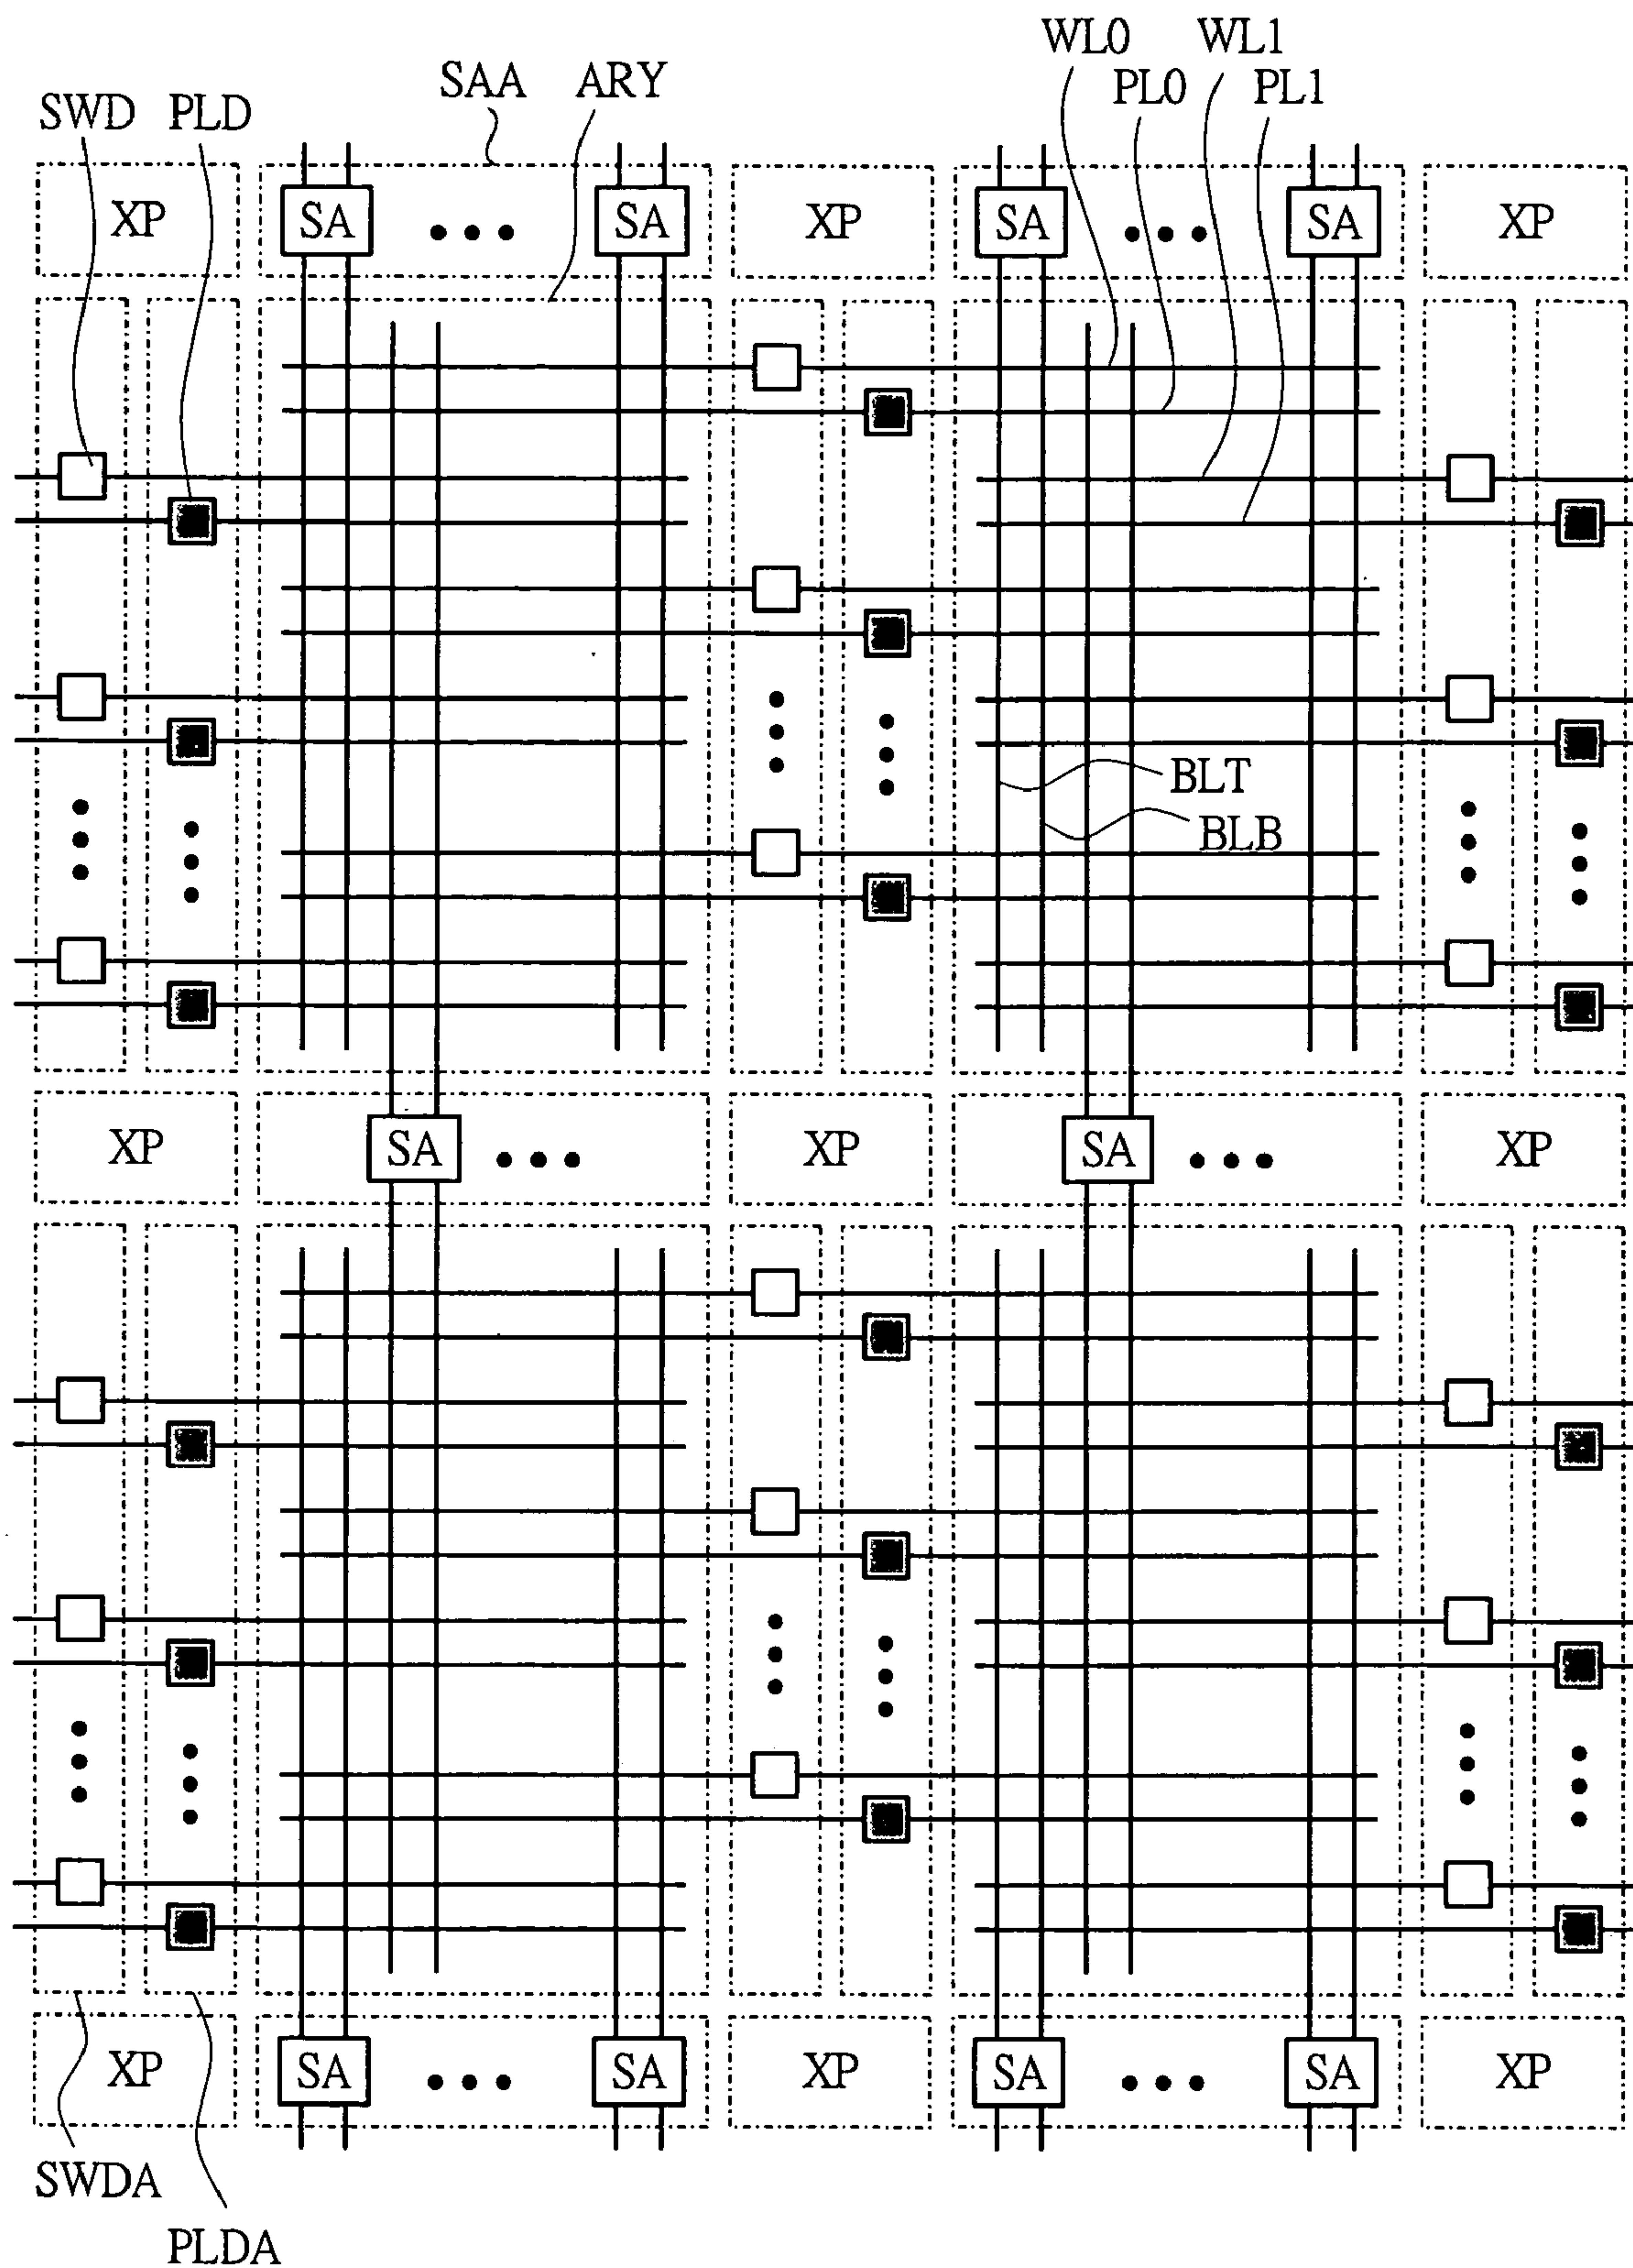 WL0 WL1
SAA ARY PL0 PL1
SWD PLD
XP SA SA XP SA SA XP
BLT
BLB
XP SA XP SA XP
XP SA SA XP SA SA XP
SWDA
PLDA